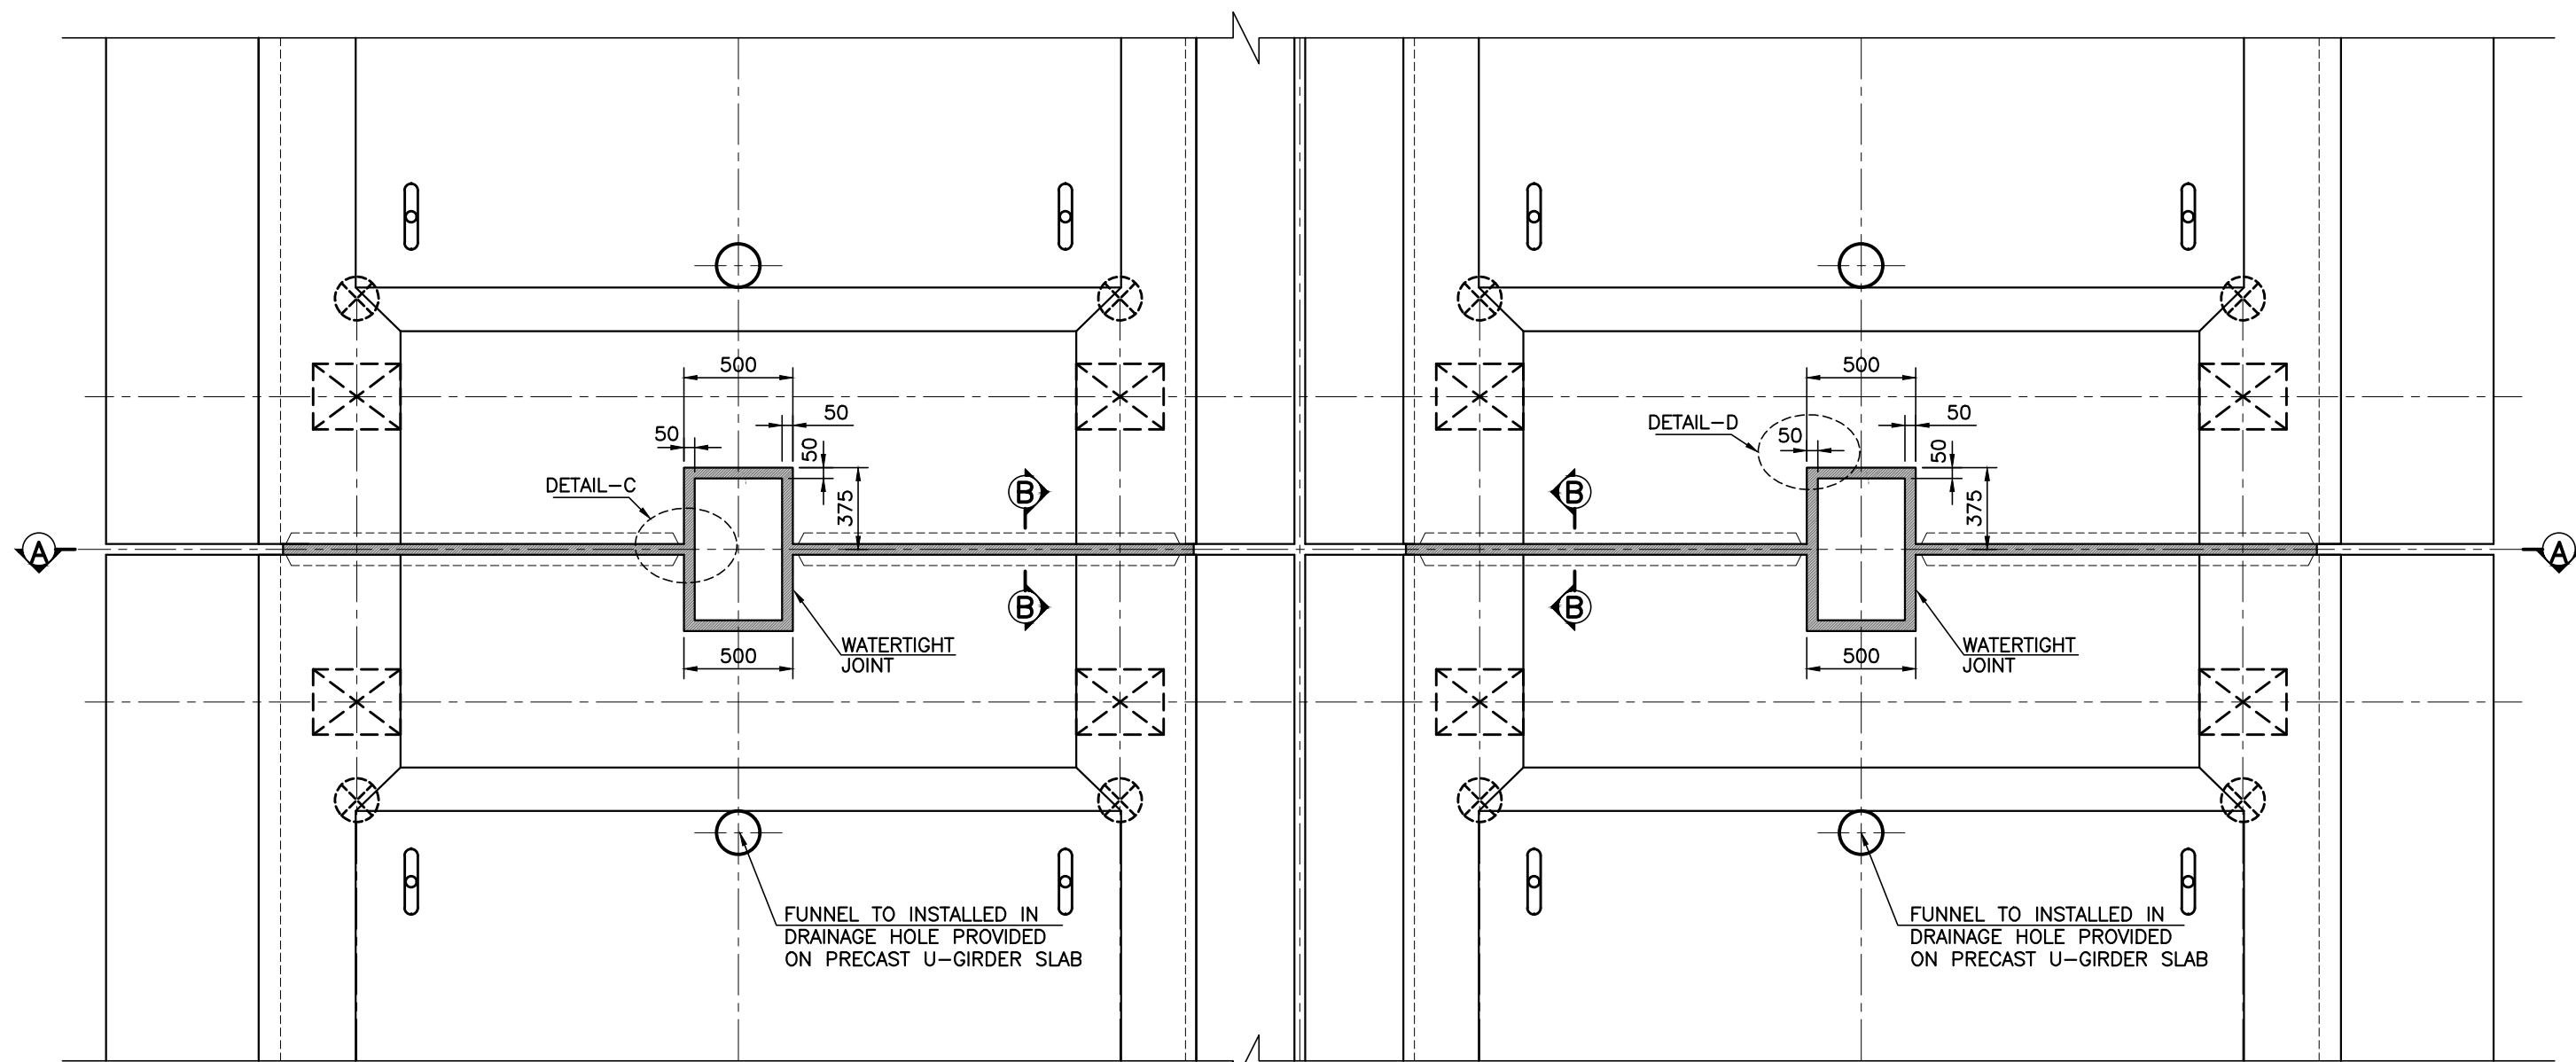 500
500
50
50
DETAIL-D
50
50
50
50
DETAIL-C
B
B
375
375
A
A
B
B
WATERTIGHT
JOINT
WATERTIGHT
JOINT
500
500
FUNNEL TO INSTALLED IN
DRAINAGE HOLE PROVIDED
ON PRECAST U-GIRDER SLAB
FUNNEL TO INSTALLED IN
DRAINAGE HOLE PROVIDED
ON PRECAST U-GIRDER SLAB